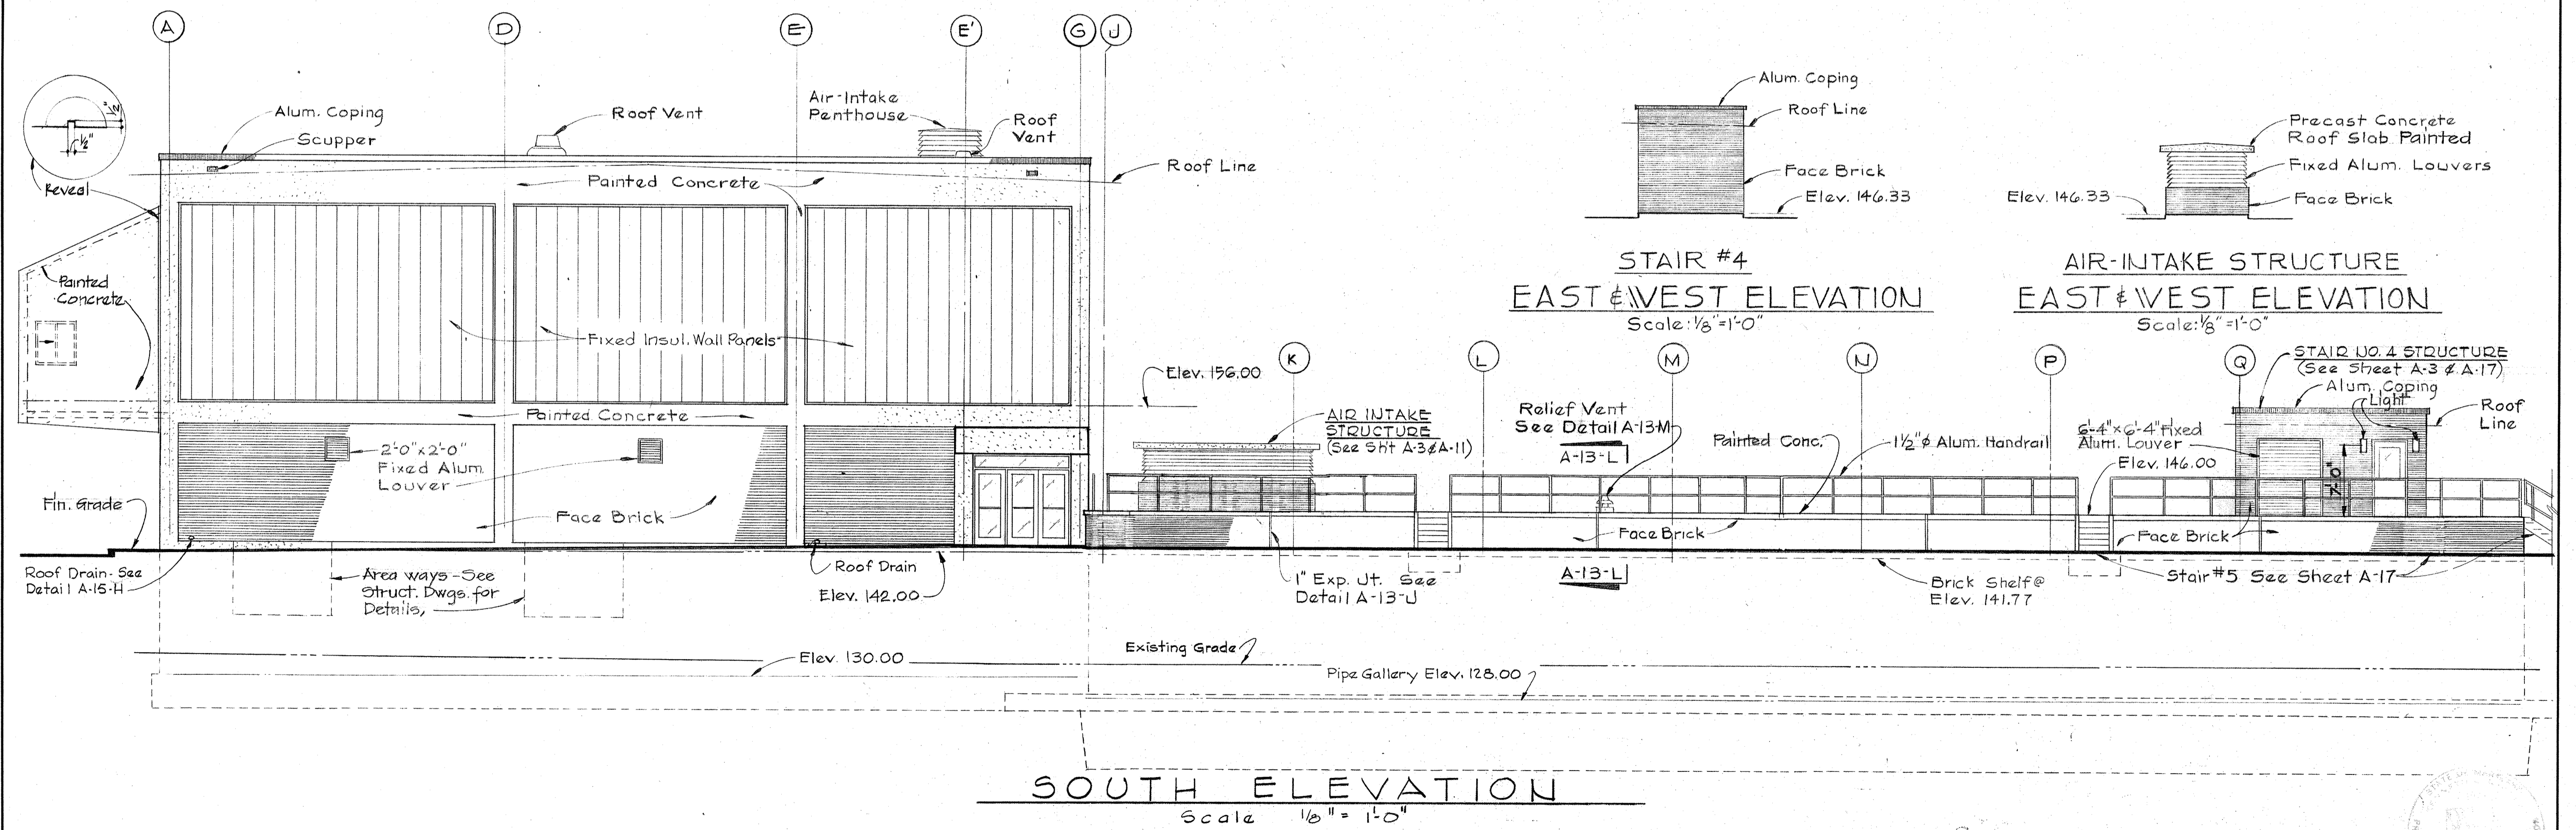 A
D
E
E'
G
J
1/2"
1/2"
Reveal
Alum. Coping
Scupper
Roof Vent
Air-Intake
Penthouse
Roof
Vent
Roof Line
Painted Concrete
Painted
Concrete
Fixed Insul. Wall Panels
Painted Concrete
2'-0"x2'-0"
Fixed Alum.
Louver
Face Brick
Fin. Grade
Roof Drain-See
Detail A-15-H
Area ways-See
Struct. Dwgs. for
Details,
Roof Drain
Elev. 142.00
Elev. 156.00
Alum. Coping
Roof Line
Face Brick
Elev. 146.33
STAIR #4
EAST & WEST ELEVATION
Scale: 1/8"=1'-0"
Precast Concrete
Roof Slab Painted
Fixed Alum. Louvers
Elev. 146.33
Face Brick
AIR-INTAKE STRUCTURE
EAST & WEST ELEVATION
Scale: 1/8"=1'-0"
K
L
M
N
P
Q
AIR INTAKE
STRUCTURE
(See Sh't A-3&A-11)
Relief Vent
See Detail A-13-M
A-13-L
Painted Conc.
1½"φ Alum. Handrail
6'-4"x6'-4" Fixed
Alum. Louver
Elev. 146.00
STAIR NO. 4 STRUCTURE
(See Sheet A-3 & A-17)
Alum. Coping
Light
Roof
Line
7'-0"
Face Brick
Face Brick
1" Exp. Jt. See
Detail A-13-J
A-13-L
Brick Shelf@
Elev. 141.77
Stair #5 See Sheet A-17
Elev. 130.00
Existing Grade
Pipe Gallery Elev. 128.00
SOUTH ELEVATION
Scale 1/8" = 1'-0"